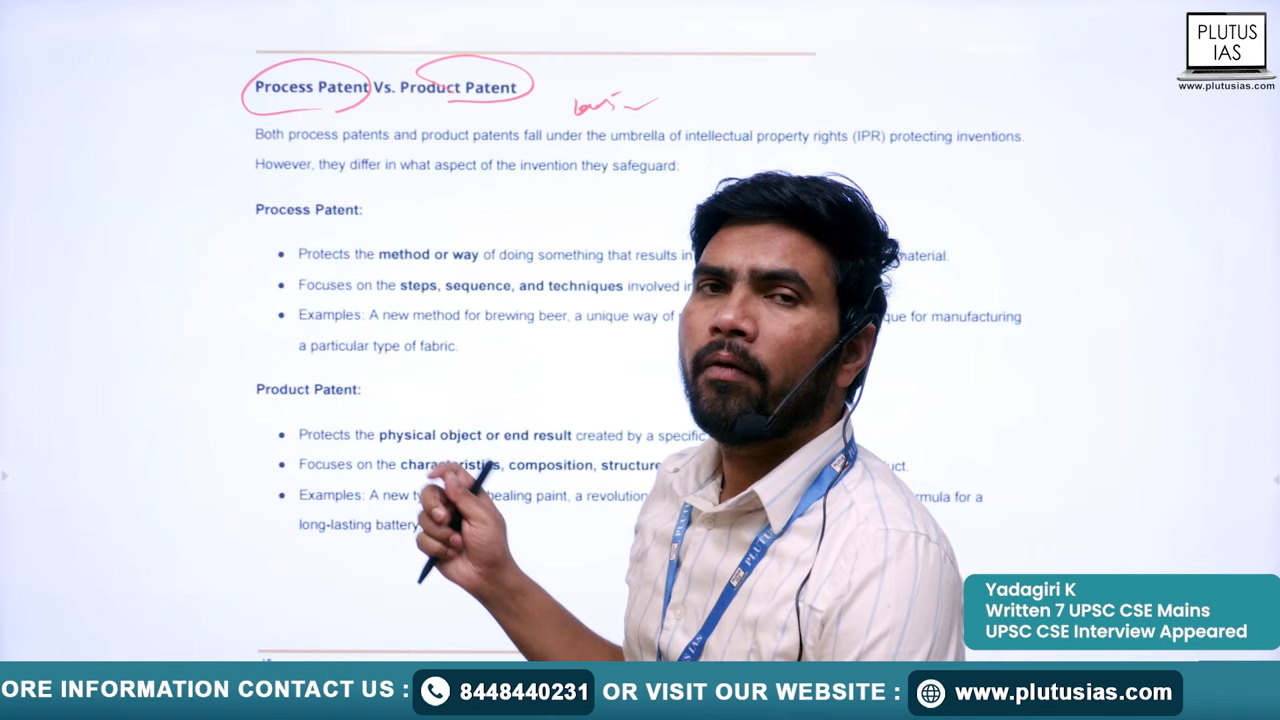 PLUTUS
IAS
www.plutusias.com
Process Patent Vs. Product Patent
Both process patents and product patents fall under the umbrella of intellectual property rights (IPR) protecting inventions.
However, they differ in what aspect of the invention they safeguard:
Process Patent:
• Protects the method or way of doing something that results in material.
• Focuses on the steps, sequence, and techniques involved
• Examples: A new method for brewing beer, a unique way of for manufacturing
a particular type of fabric.
Product Patent:
• Protects the physical object or end result created by a specific
• Focuses on the characteristics, composition, structure
• Examples: A new healing paint, a for a
long-lasting battery
PLUTUS
Yadagiri K
Written 7 UPSC CSE Mains
UPSC CSE Interview Appeared
ORE INFORMATION CONTACT US : 8448440231 OR VISIT OUR WEBSITE : www.plutusias.com